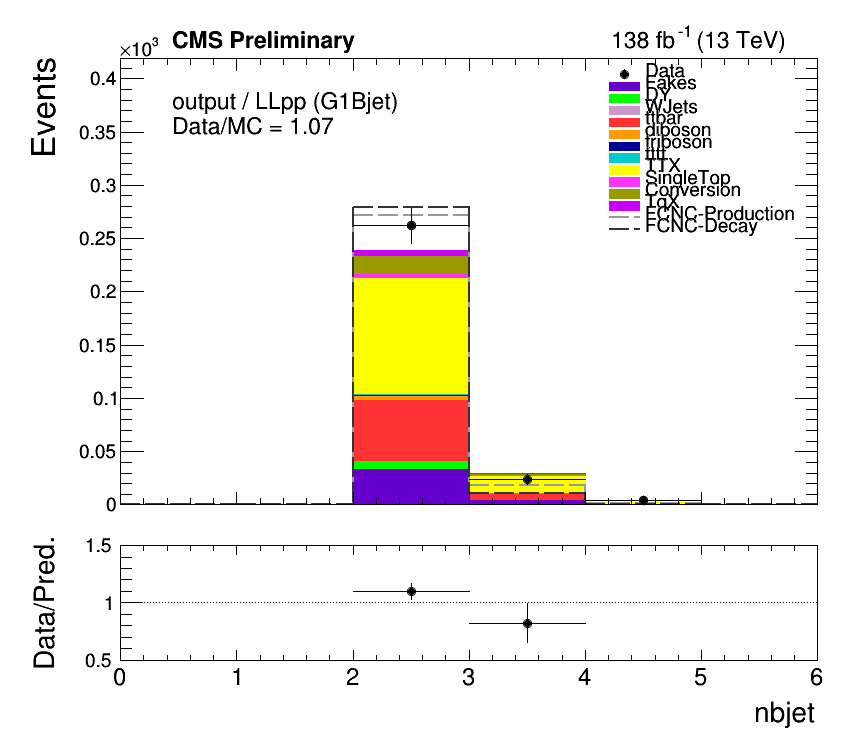 ×10³ CMS Preliminary 138 fb⁻¹ (13 TeV)
Events
output / LLpp (G1Bjet)
Data/MC = 1.07
Data
Fakes
DY
WJets
ttbar
diboson
triboson
tttt
TTX
SingleTop
Conversion
TqX
FCNC-Production
FCNC-Decay
0.4
0.35
0.3
0.25
0.2
0.15
0.1
0.05
0
Data/Pred.
1.5
1
0.5
0 1 2 3 4 5 6
nbjet